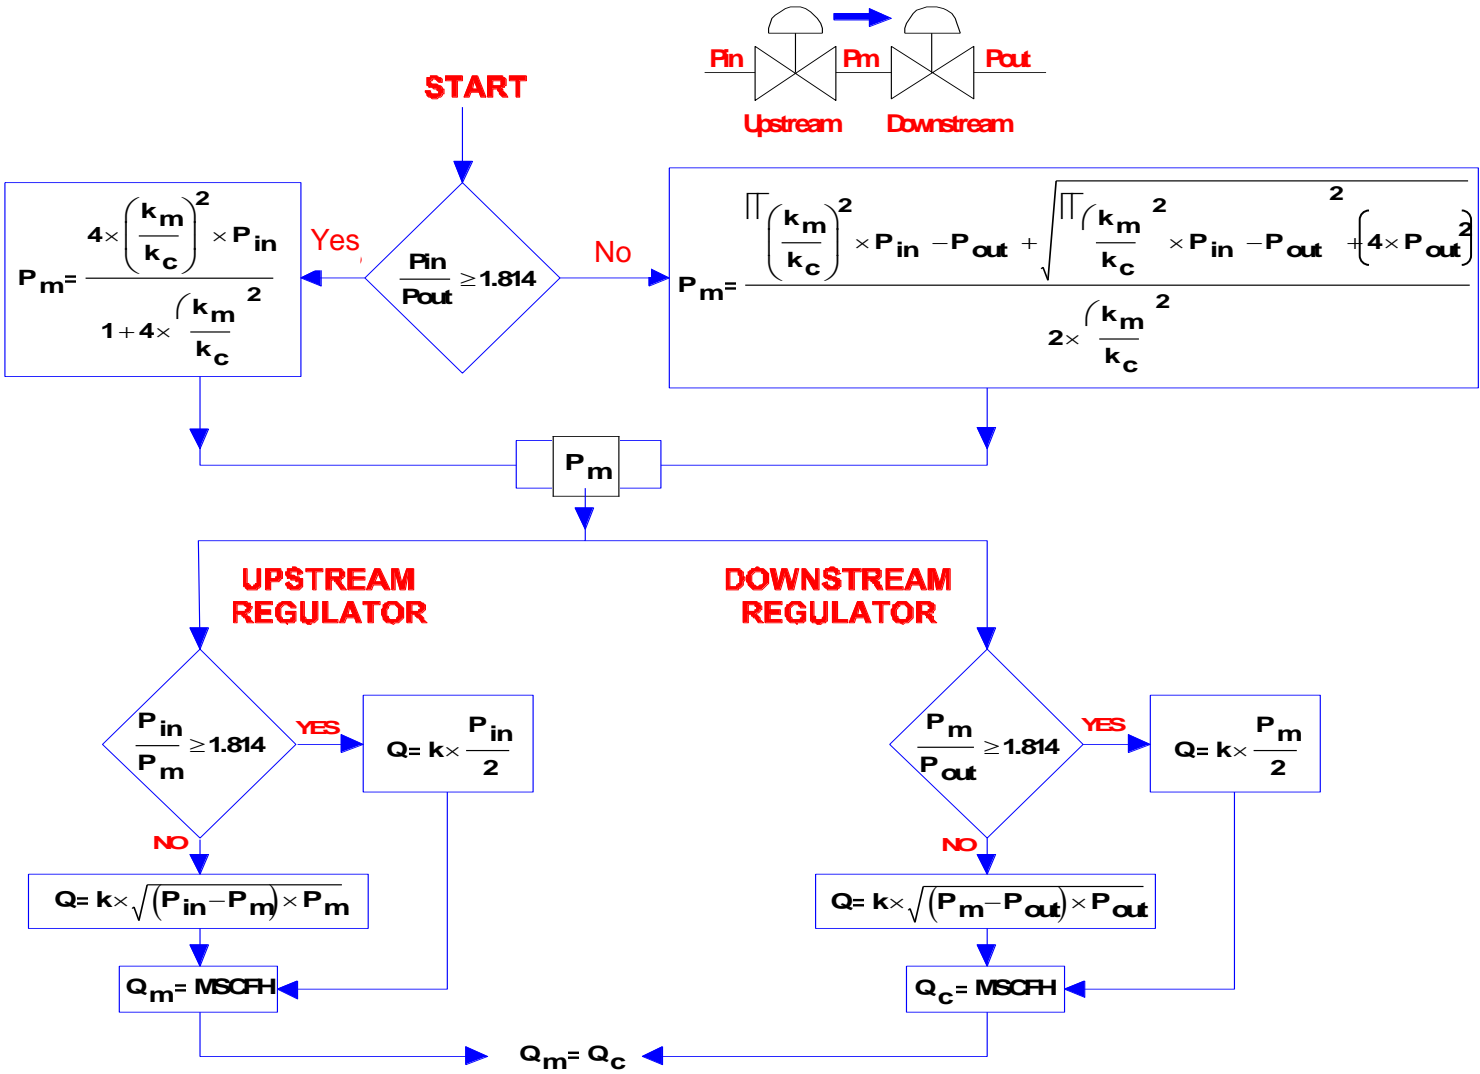 Pin Pm Pout
Upstream Downstream
START
Pm= 4×(km/kc)2×Pin
1+4×(km/kc 2
Yes
Pin/Pout ≥1.814
No
Pm= (km/kc)2 ×Pin −Pout +√(km/kc 2 ×Pin −Pout 2 +(4×Pout2)
2×(km/kc 2
Pm
UPSTREAM
REGULATOR
DOWNSTREAM
REGULATOR
Pin/Pm ≥1.814
YES
Q= k× Pin/2
NO
Q= k×√(Pin−Pm)×Pm
Qm= MSCFH
Pm/Pout ≥1.814
YES
Q= k× Pm/2
NO
Q= k×√(Pm−Pout)×Pout
Qc= MSCFH
Qm= Qc